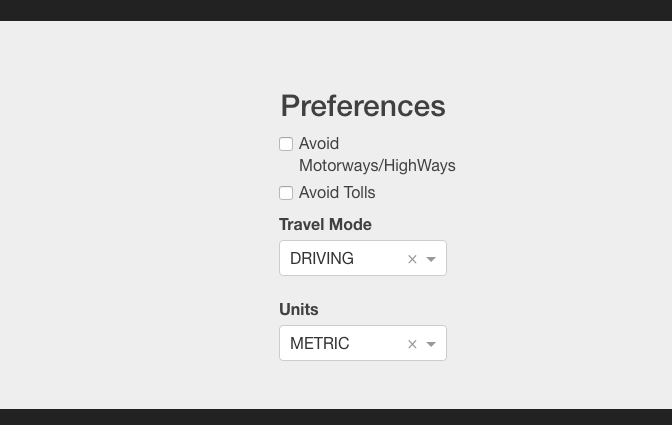 Preferences
Avoid
Motorways/HighWays
Avoid Tolls
Travel Mode
DRIVING
Units
METRIC